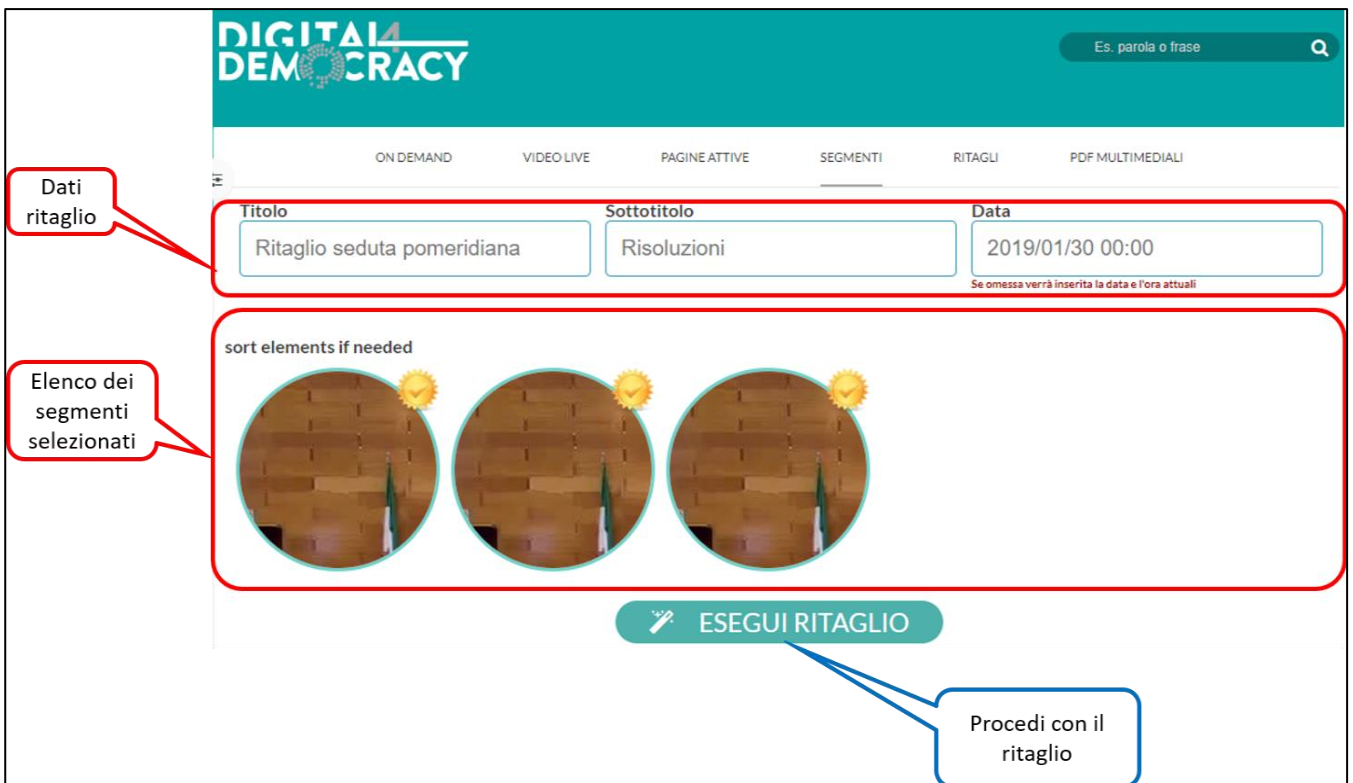 DIGITAL4
DEMOCRACY
Es. parola o frase
ON DEMAND VIDEO LIVE PAGINE ATTIVE SEGMENTI RITAGLI PDF MULTIMEDIALI
Dati
ritaglio
Titolo Sottotitolo Data
Ritaglio seduta pomeridiana Risoluzioni 2019/01/30 00:00
Se omessa verrà inserita la data e l'ora attuali
sort elements if needed
Elenco dei
segmenti
selezionati
ESEGUI RITAGLIO
Procedi con il
ritaglio